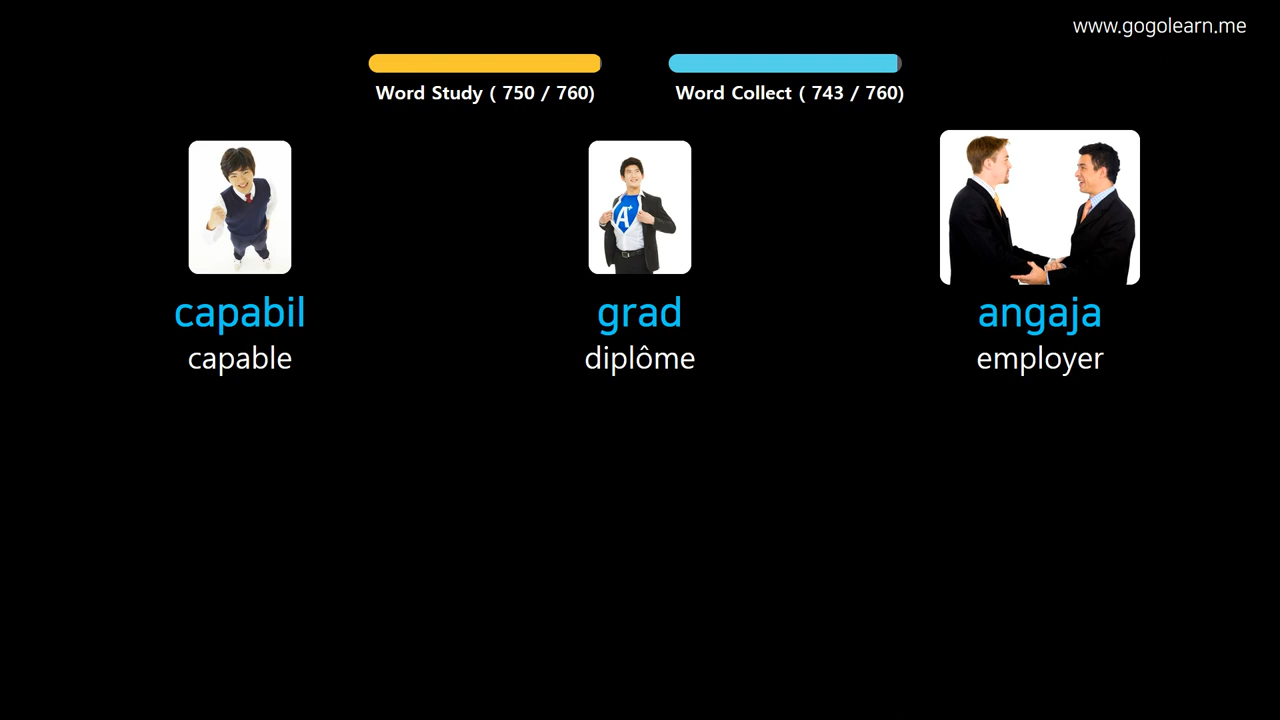 www.gogolearn.me
Word Study ( 750 / 760)
Word Collect ( 743 / 760)
A+
capabil
grad
angaja
capable
diplôme
employer